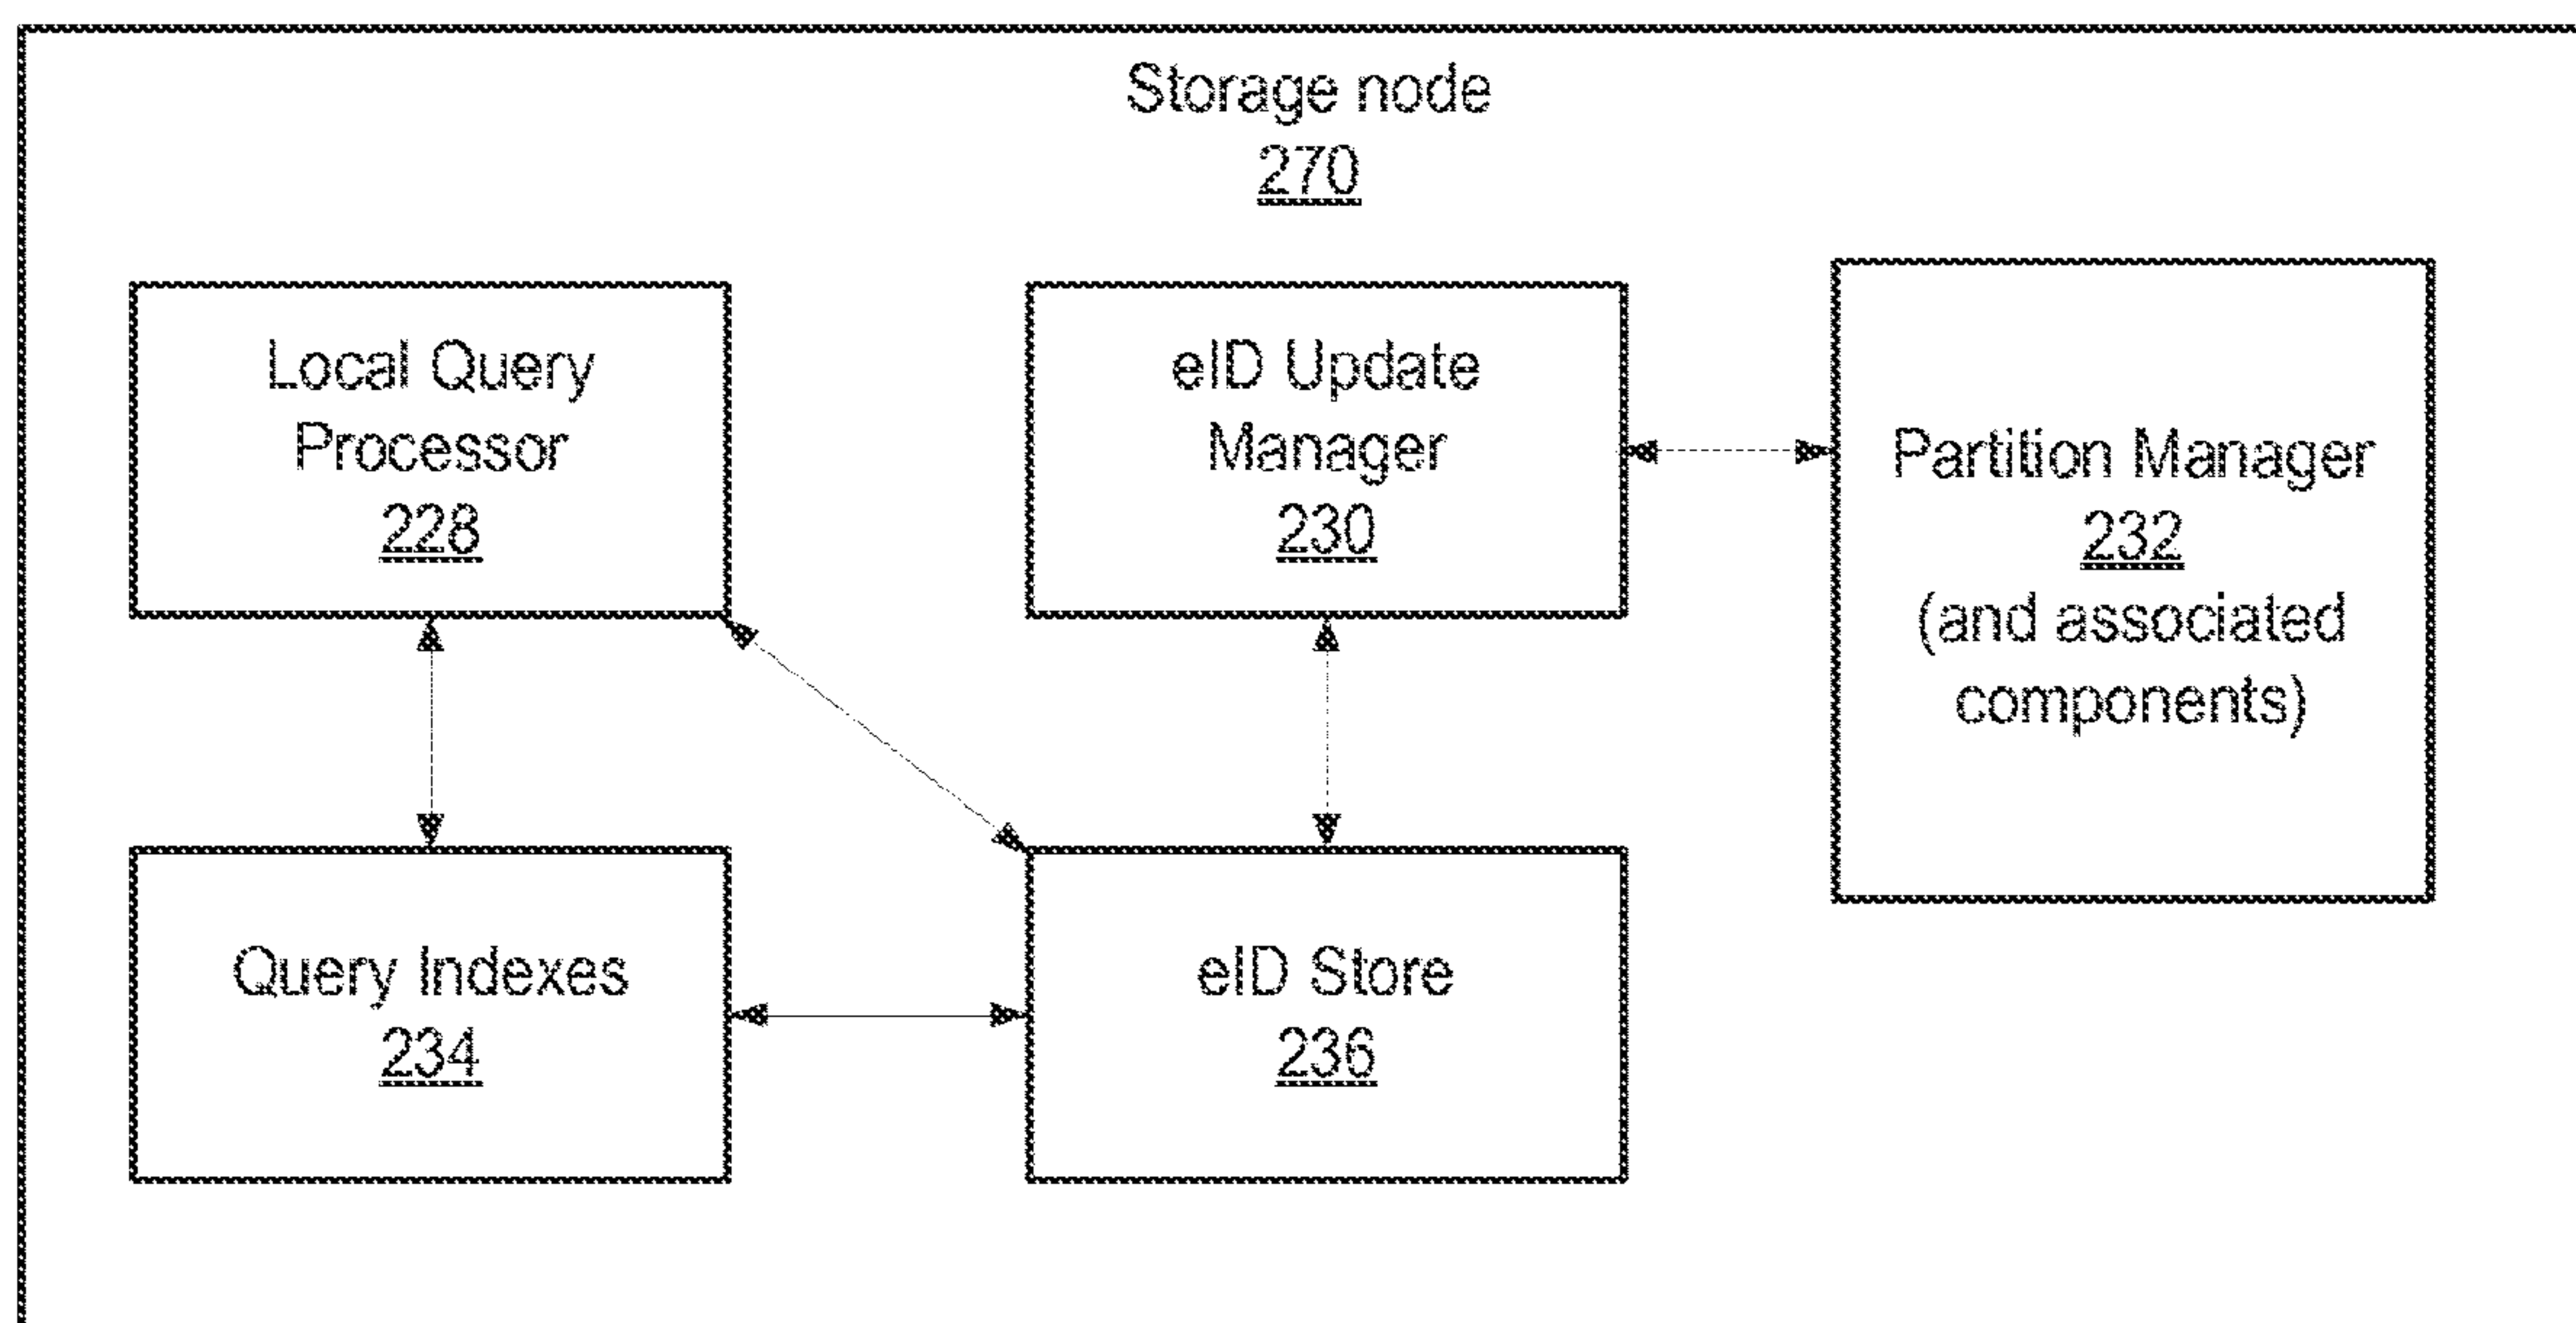 Storage node
270
Local Query
Processor
228
eID Update
Manager
230
Partition Manager
232
(and associated
components)
Query Indexes
234
eID Store
236